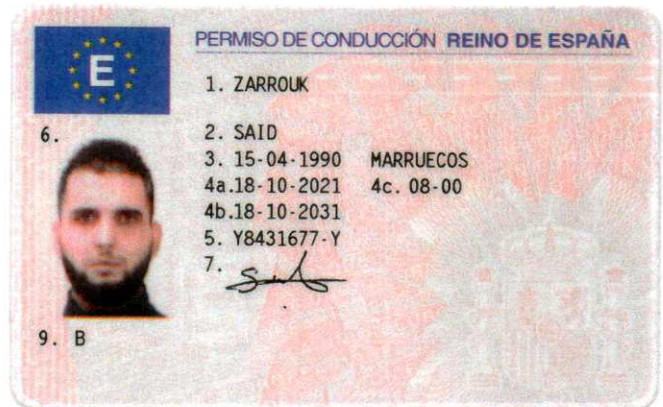 E
PERMISO DE CONDUCCIÓN REINO DE ESPAÑA
1. ZARROUK
2. SAID
3. 15-04-1990 MARRUECOS
4a.18-10-2021 4c. 08-00
4b.18-10-2031
5. Y8431677-Y
6.
7.
9. B